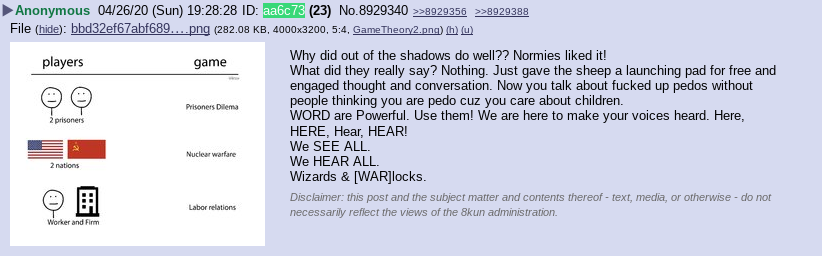 Anonymous 04/26/20 (Sun) 19:28:28 ID: aa6c73 (23) No.8929340 >>8929356 >>8929388
File (hide): bbd32ef67abf689….png (282.08 KB, 4000x3200, 5:4, GameTheory2.png) (h) (u)
players game
Prisoners Dilema
2 prisoners
Nuclear warfare
2 nations
Labor relations
Worker and Firm
Why did out of the shadows do well?? Normies liked it!
What did they really say? Nothing. Just gave the sheep a launching pad for free and
engaged thought and conversation. Now you talk about fucked up pedos without
people thinking you are pedo cuz you care about children.
WORD are Powerful. Use them! We are here to make your voices heard. Here,
HERE, Hear, HEAR!
We SEE ALL.
We HEAR ALL.
Wizards & [WAR]locks.
Disclaimer: this post and the subject matter and contents thereof - text, media, or otherwise - do not
necessarily reflect the views of the 8kun administration.